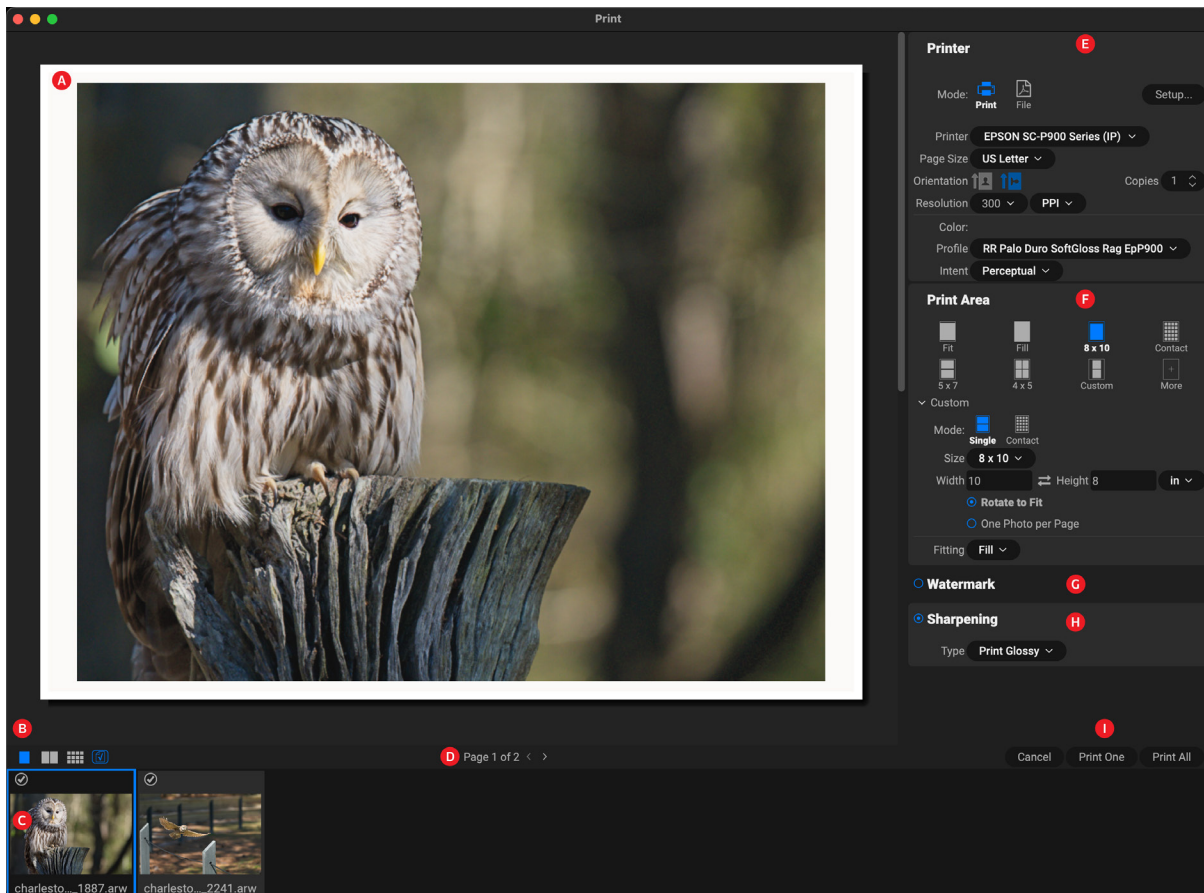 Print
A
E
Printer
Mode:
Print
File
Setup...
Printer EPSON SC-P900 Series (IP)
Page Size US Letter
Orientation Copies 1
Resolution 300 PPI
Color:
Profile RR Palo Duro SoftGloss Rag EpP900
Intent Perceptual
Print Area F
Fit Fill 8 x 10 Contact
5 x 7 4 x 5 Custom More
Custom
Mode:
Single Contact
Size 8 x 10
Width 10 Height 8 in
Rotate to Fit
One Photo per Page
Fitting Fill
Watermark G
Sharpening H
Type Print Glossy
B
I
D Page 1 of 2 < >
Cancel Print One Print All
C
charlesto..._1887.arw charlesto..._2241.arw